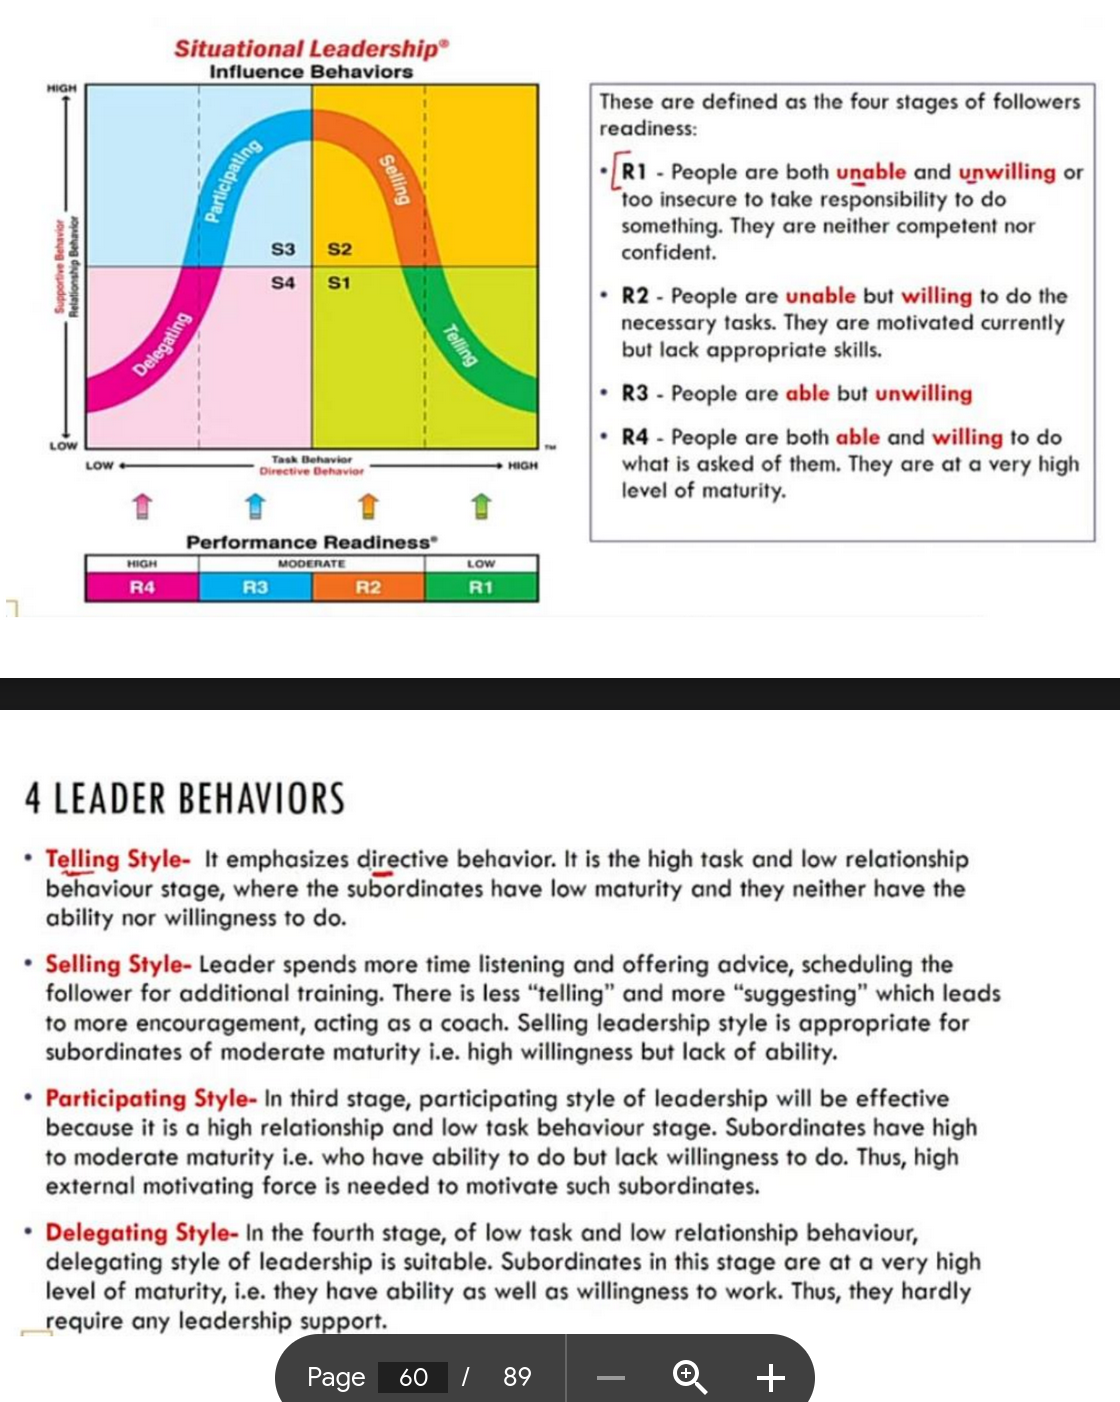 Situational Leadership®
Influence Behaviors
HIGH
Supportive Behavior
Relationship Behavior
LOW
Participating
Selling
S3
S2
S4
S1
Delegating
Telling
TM
LOW
Task Behavior
Directive Behavior
HIGH
Performance Readiness®
HIGH
MODERATE
LOW
R4
R3
R2
R1
These are defined as the four stages of followers
readiness:
• R1 - People are both unable and unwilling or
too insecure to take responsibility to do
something. They are neither competent nor
confident.
• R2 - People are unable but willing to do the
necessary tasks. They are motivated currently
but lack appropriate skills.
• R3 - People are able but unwilling
• R4 - People are both able and willing to do
what is asked of them. They are at a very high
level of maturity.
4 LEADER BEHAVIORS
• Telling Style- It emphasizes directive behavior. It is the high task and low relationship
behaviour stage, where the subordinates have low maturity and they neither have the
ability nor willingness to do.
• Selling Style- Leader spends more time listening and offering advice, scheduling the
follower for additional training. There is less “telling” and more “suggesting” which leads
to more encouragement, acting as a coach. Selling leadership style is appropriate for
subordinates of moderate maturity i.e. high willingness but lack of ability.
• Participating Style- In third stage, participating style of leadership will be effective
because it is a high relationship and low task behaviour stage. Subordinates have high
to moderate maturity i.e. who have ability to do but lack willingness to do. Thus, high
external motivating force is needed to motivate such subordinates.
• Delegating Style- In the fourth stage, of low task and low relationship behaviour,
delegating style of leadership is suitable. Subordinates in this stage are at a very high
level of maturity, i.e. they have ability as well as willingness to work. Thus, they hardly
require any leadership support.
Page 60 / 89